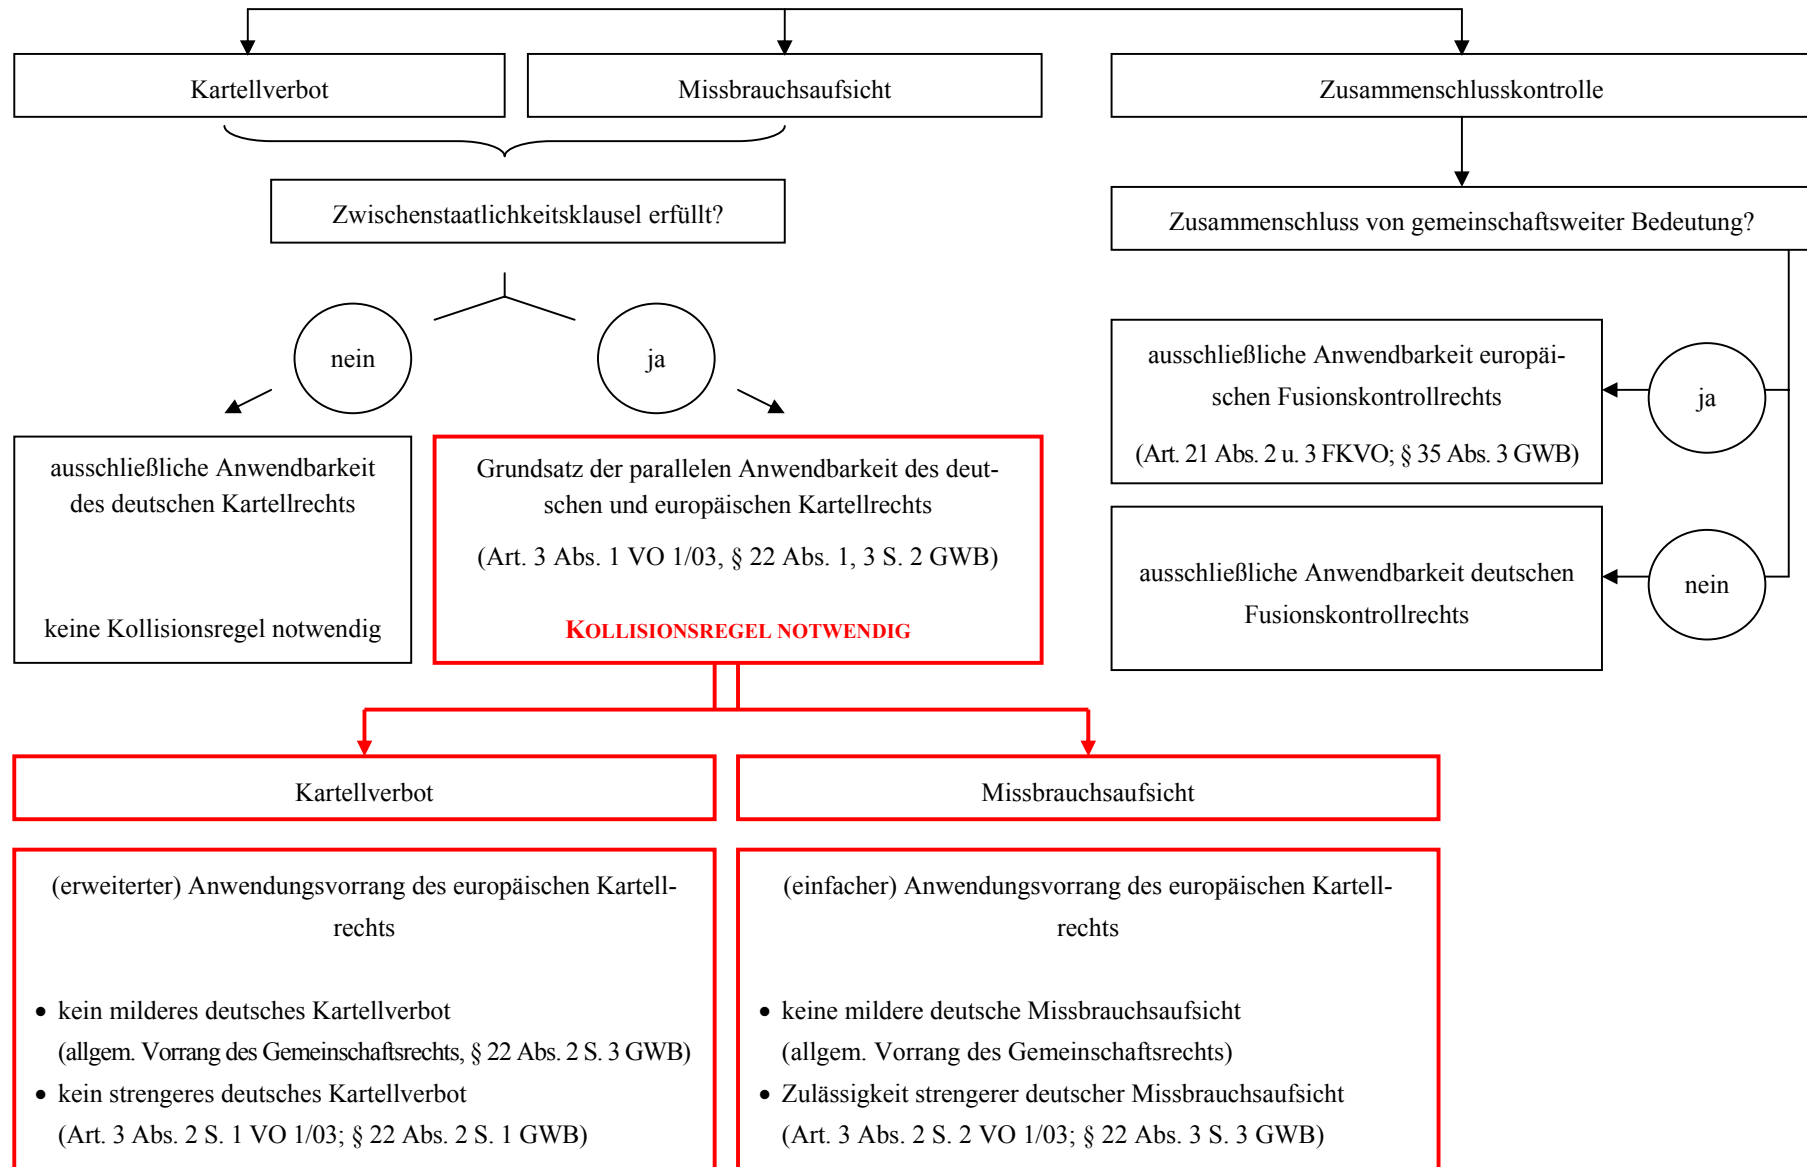 Kartellverbot
Missbrauchsaufsicht
Zusammenschlusskontrolle
Zwischenstaatlichkeitsklausel erfüllt?
Zusammenschluss von gemeinschaftsweiter Bedeutung?
nein
ja
ausschließliche Anwendbarkeit europäi-
schen Fusionskontrollrechts
(Art. 21 Abs. 2 u. 3 FKVO; § 35 Abs. 3 GWB)
ja
ausschließliche Anwendbarkeit
des deutschen Kartellrechts
keine Kollisionsregel notwendig
Grundsatz der parallelen Anwendbarkeit des deut-
schen und europäischen Kartellrechts
(Art. 3 Abs. 1 VO 1/03, § 22 Abs. 1, 3 S. 2 GWB)
KOLLISIONSREGEL NOTWENDIG
ausschließliche Anwendbarkeit deutschen
Fusionskontrollrechts
nein
Kartellverbot
Missbrauchsaufsicht
(erweiterter) Anwendungsvorrang des europäischen Kartell-
rechts
• kein milderes deutsches Kartellverbot
(allgem. Vorrang des Gemeinschaftsrechts, § 22 Abs. 2 S. 3 GWB)
• kein strengeres deutsches Kartellverbot
(Art. 3 Abs. 2 S. 1 VO 1/03; § 22 Abs. 2 S. 1 GWB)
(einfacher) Anwendungsvorrang des europäischen Kartell-
rechts
• keine mildere deutsche Missbrauchsaufsicht
(allgem. Vorrang des Gemeinschaftsrechts)
• Zulässigkeit strengerer deutscher Missbrauchsaufsicht
(Art. 3 Abs. 2 S. 2 VO 1/03; § 22 Abs. 3 S. 3 GWB)